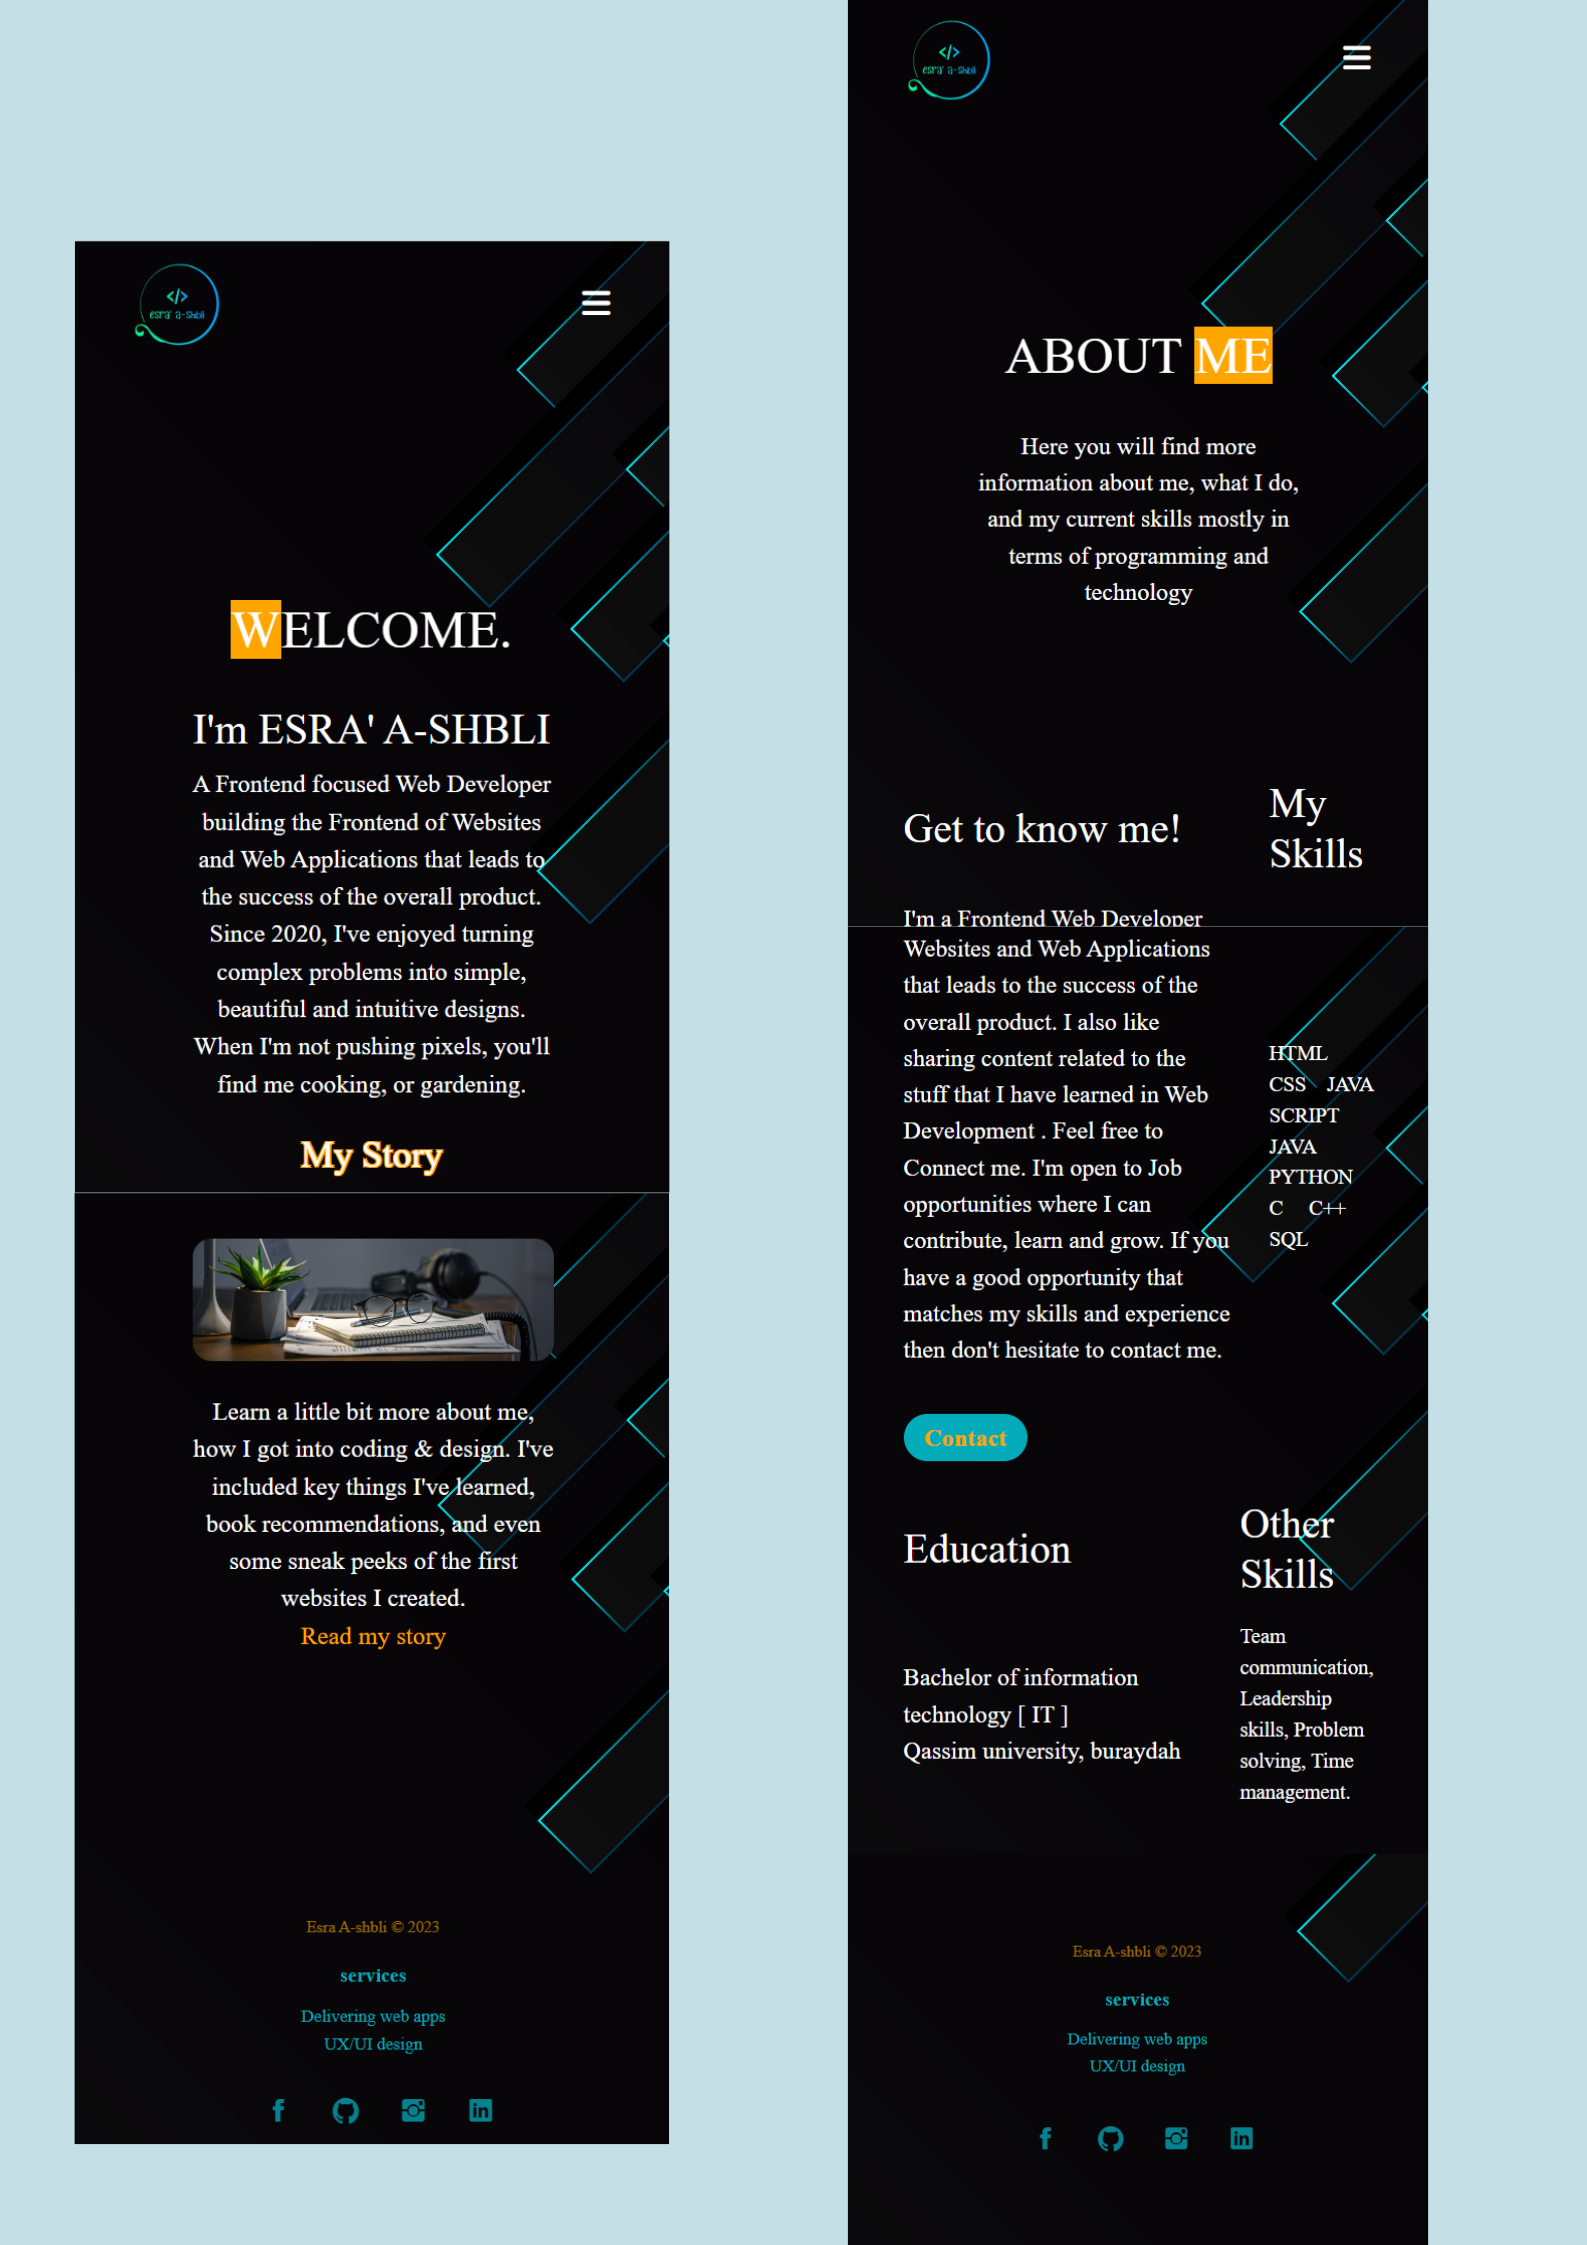 </>
esra' a-shbli
WELCOME.
I'm ESRA' A-SHBLI
A Frontend focused Web Developer
building the Frontend of Websites
and Web Applications that leads to
the success of the overall product.
Since 2020, I've enjoyed turning
complex problems into simple,
beautiful and intuitive designs.
When I'm not pushing pixels, you'll
find me cooking, or gardening.
My Story
Learn a little bit more about me,
how I got into coding & design. I've
included key things I've learned,
book recommendations, and even
some sneak peeks of the first
websites I created.
Read my story
Esra A-shbli © 2023
services
Delivering web apps
UX/UI design
</>
esra' a-shbli
ABOUT ME
Here you will find more
information about me, what I do,
and my current skills mostly in
terms of programming and
technology
Get to know me!
I'm a Frontend Web Developer
Websites and Web Applications
that leads to the success of the
overall product. I also like
sharing content related to the
stuff that I have learned in Web
Development . Feel free to
Connect me. I'm open to Job
opportunities where I can
contribute, learn and grow. If you
have a good opportunity that
matches my skills and experience
then don't hesitate to contact me.
Contact
My
Skills
HTML
CSS JAVA
SCRIPT
JAVA
PYTHON
C C++
SQL
Education
Bachelor of information
technology [ IT ]
Qassim university, buraydah
Other
Skills
Team
communication,
Leadership
skills, Problem
solving, Time
management.
Esra A-shbli © 2023
services
Delivering web apps
UX/UI design